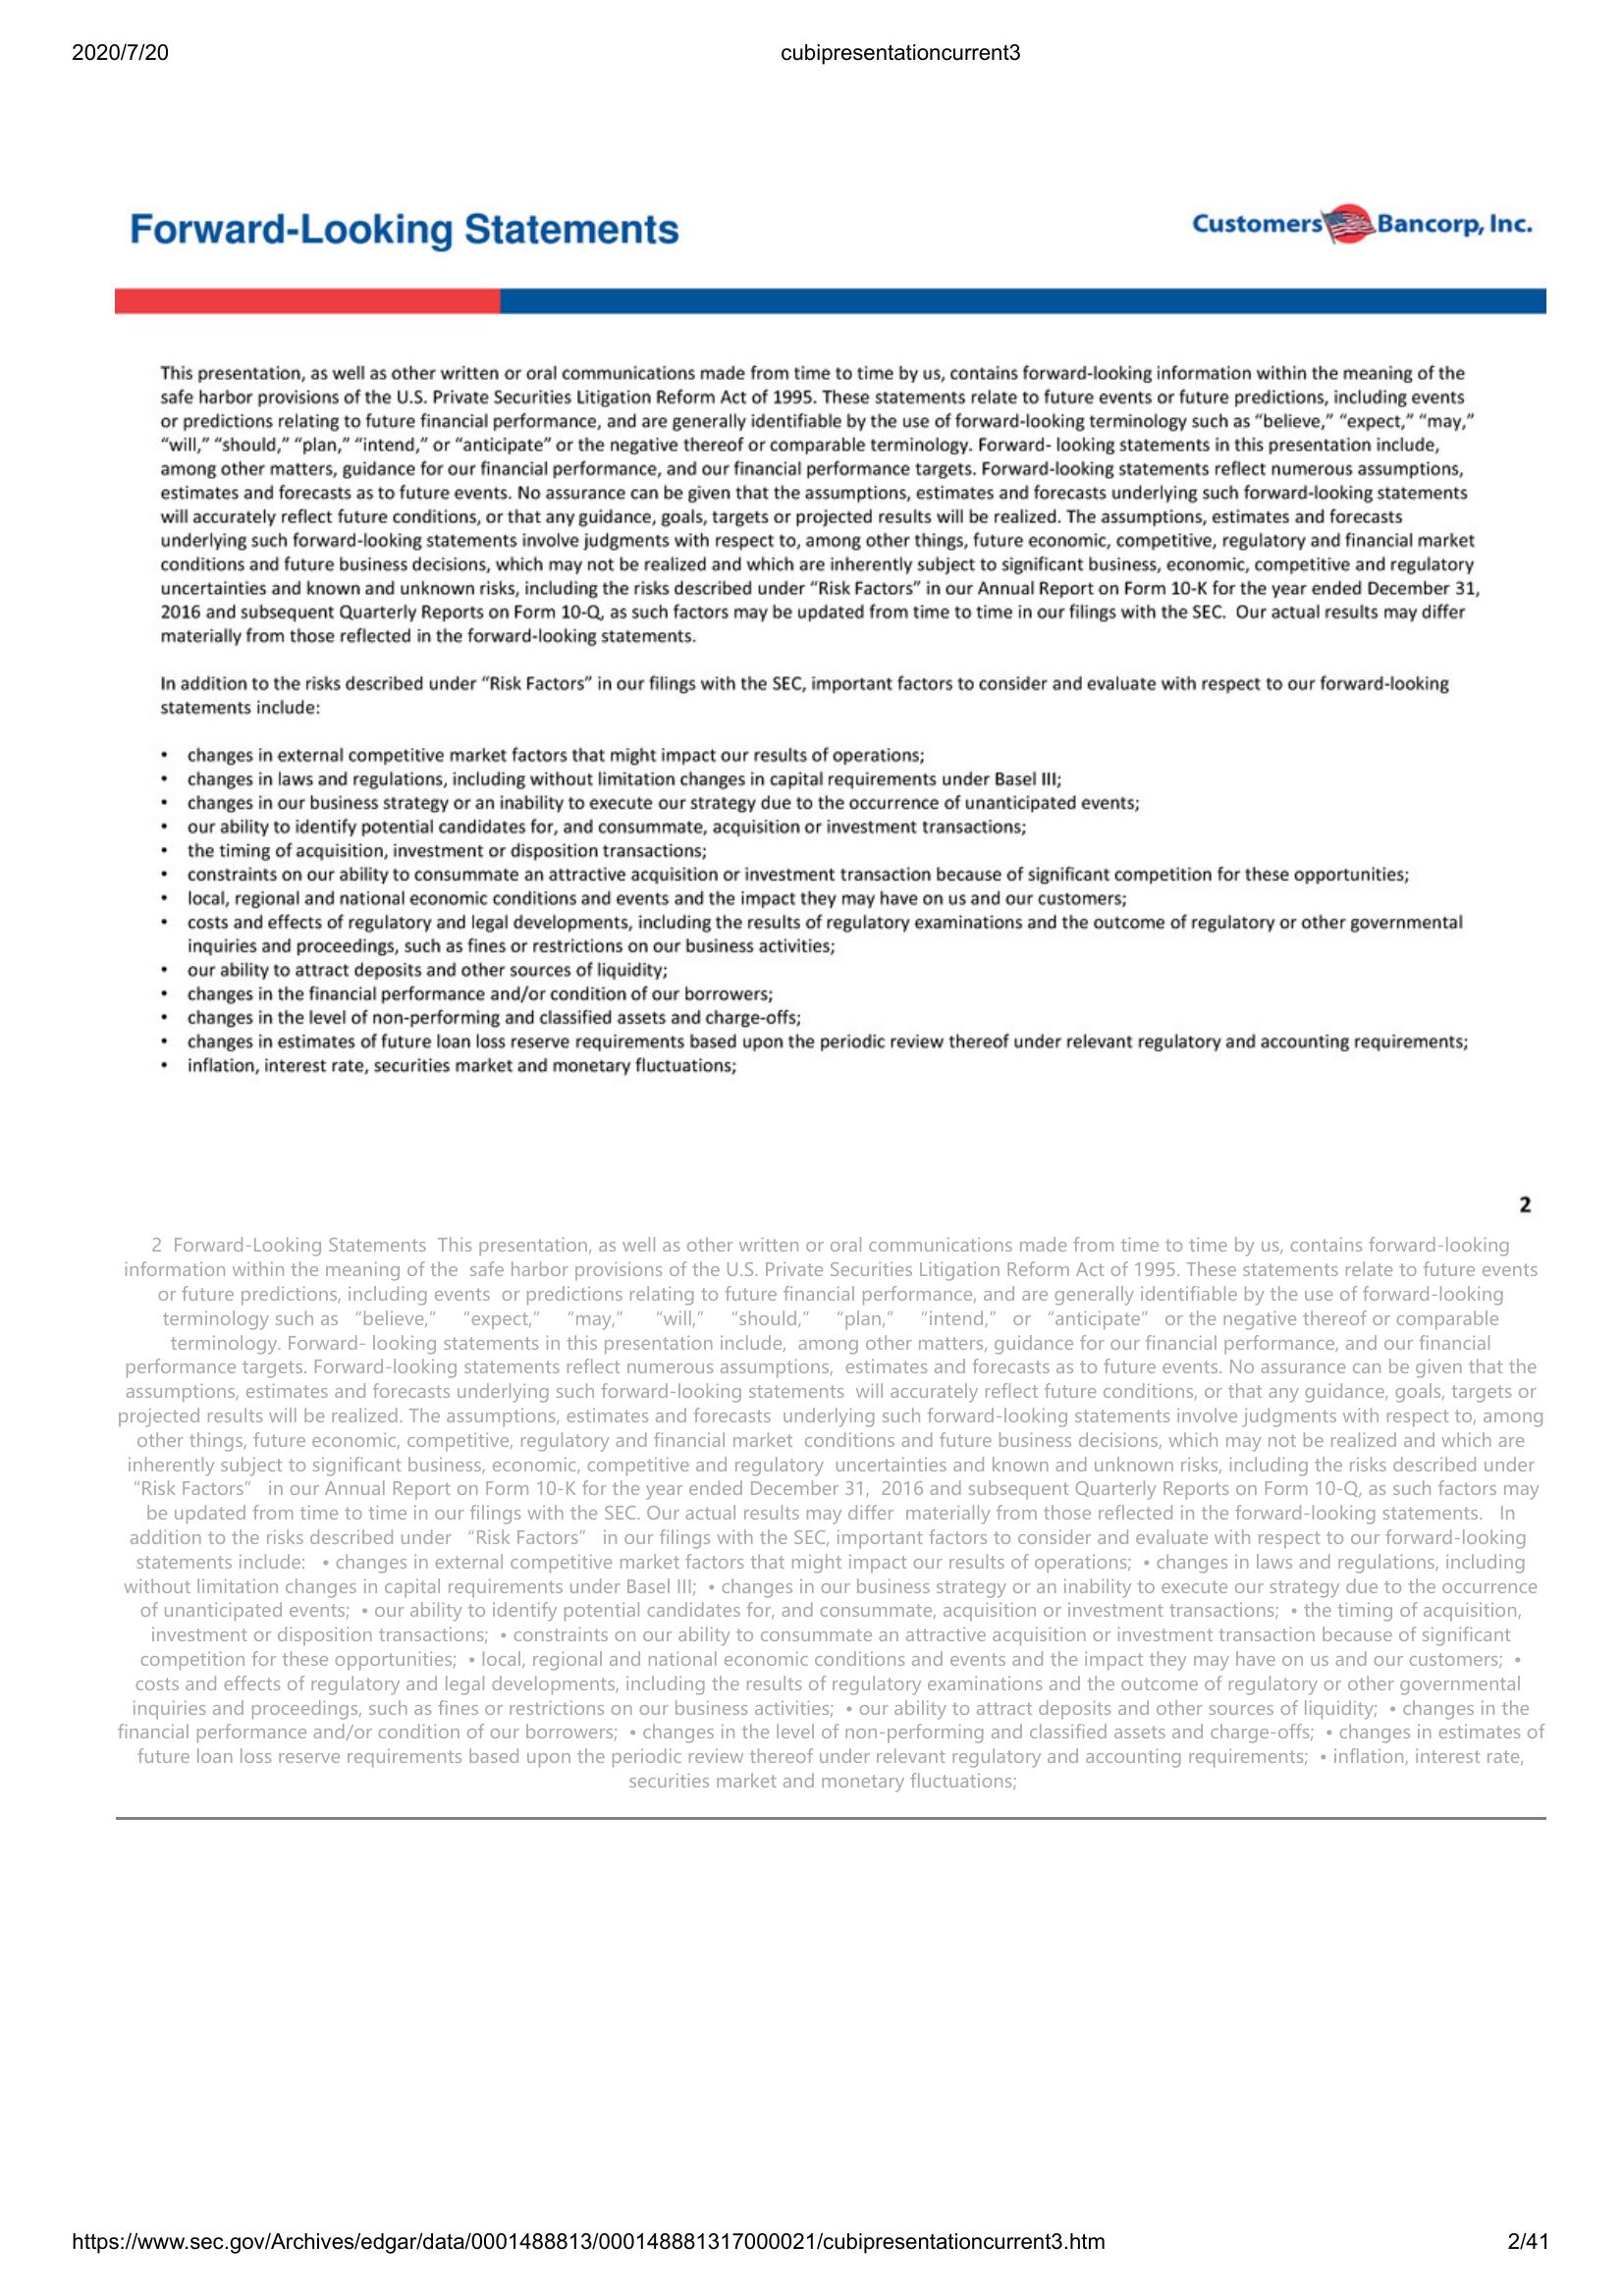 2020/7/20 cubipresentationcurrent3
Forward-Looking Statements
Customers Bancorp, Inc.
This presentation, as well as other written or oral communications made from time to time by us, contains forward-looking information within the meaning of the
safe harbor provisions of the U.S. Private Securities Litigation Reform Act of 1995. These statements relate to future events or future predictions, including events
or predictions relating to future financial performance, and are generally identifiable by the use of forward-looking terminology such as “believe,” “expect,” “may,”
“will,” “should,” “plan,” “intend,” or “anticipate” or the negative thereof or comparable terminology. Forward- looking statements in this presentation include,
among other matters, guidance for our financial performance, and our financial performance targets. Forward-looking statements reflect numerous assumptions,
estimates and forecasts as to future events. No assurance can be given that the assumptions, estimates and forecasts underlying such forward-looking statements
will accurately reflect future conditions, or that any guidance, goals, targets or projected results will be realized. The assumptions, estimates and forecasts
underlying such forward-looking statements involve judgments with respect to, among other things, future economic, competitive, regulatory and financial market
conditions and future business decisions, which may not be realized and which are inherently subject to significant business, economic, competitive and regulatory
uncertainties and known and unknown risks, including the risks described under “Risk Factors” in our Annual Report on Form 10-K for the year ended December 31,
2016 and subsequent Quarterly Reports on Form 10-Q, as such factors may be updated from time to time in our filings with the SEC. Our actual results may differ
materially from those reflected in the forward-looking statements.
In addition to the risks described under “Risk Factors” in our filings with the SEC, important factors to consider and evaluate with respect to our forward-looking
statements include:
• changes in external competitive market factors that might impact our results of operations;
• changes in laws and regulations, including without limitation changes in capital requirements under Basel III;
• changes in our business strategy or an inability to execute our strategy due to the occurrence of unanticipated events;
• our ability to identify potential candidates for, and consummate, acquisition or investment transactions;
• the timing of acquisition, investment or disposition transactions;
• constraints on our ability to consummate an attractive acquisition or investment transaction because of significant competition for these opportunities;
• local, regional and national economic conditions and events and the impact they may have on us and our customers;
• costs and effects of regulatory and legal developments, including the results of regulatory examinations and the outcome of regulatory or other governmental
inquiries and proceedings, such as fines or restrictions on our business activities;
• our ability to attract deposits and other sources of liquidity;
• changes in the financial performance and/or condition of our borrowers;
• changes in the level of non-performing and classified assets and charge-offs;
• changes in estimates of future loan loss reserve requirements based upon the periodic review thereof under relevant regulatory and accounting requirements;
• inflation, interest rate, securities market and monetary fluctuations;
2
2 Forward-Looking Statements This presentation, as well as other written or oral communications made from time to time by us, contains forward-looking
information within the meaning of the safe harbor provisions of the U.S. Private Securities Litigation Reform Act of 1995. These statements relate to future events
or future predictions, including events or predictions relating to future financial performance, and are generally identifiable by the use of forward-looking
terminology such as “believe,” “expect,” “may,” “will,” “should,” “plan,” “intend,” or “anticipate” or the negative thereof or comparable
terminology. Forward- looking statements in this presentation include, among other matters, guidance for our financial performance, and our financial
performance targets. Forward-looking statements reflect numerous assumptions, estimates and forecasts as to future events. No assurance can be given that the
assumptions, estimates and forecasts underlying such forward-looking statements will accurately reflect future conditions, or that any guidance, goals, targets or
projected results will be realized. The assumptions, estimates and forecasts underlying such forward-looking statements involve judgments with respect to, among
other things, future economic, competitive, regulatory and financial market conditions and future business decisions, which may not be realized and which are
inherently subject to significant business, economic, competitive and regulatory uncertainties and known and unknown risks, including the risks described under
“Risk Factors” in our Annual Report on Form 10-K for the year ended December 31, 2016 and subsequent Quarterly Reports on Form 10-Q, as such factors may
be updated from time to time in our filings with the SEC. Our actual results may differ materially from those reflected in the forward-looking statements. In
addition to the risks described under “Risk Factors” in our filings with the SEC, important factors to consider and evaluate with respect to our forward-looking
statements include: • changes in external competitive market factors that might impact our results of operations; • changes in laws and regulations, including
without limitation changes in capital requirements under Basel III; • changes in our business strategy or an inability to execute our strategy due to the occurrence
of unanticipated events; • our ability to identify potential candidates for, and consummate, acquisition or investment transactions; • the timing of acquisition,
investment or disposition transactions; • constraints on our ability to consummate an attractive acquisition or investment transaction because of significant
competition for these opportunities; • local, regional and national economic conditions and events and the impact they may have on us and our customers; •
costs and effects of regulatory and legal developments, including the results of regulatory examinations and the outcome of regulatory or other governmental
inquiries and proceedings, such as fines or restrictions on our business activities; • our ability to attract deposits and other sources of liquidity; • changes in the
financial performance and/or condition of our borrowers; • changes in the level of non-performing and classified assets and charge-offs; • changes in estimates of
future loan loss reserve requirements based upon the periodic review thereof under relevant regulatory and accounting requirements; • inflation, interest rate,
securities market and monetary fluctuations;
https://www.sec.gov/Archives/edgar/data/0001488813/000148881317000021/cubipresentationcurrent3.htm 2/41